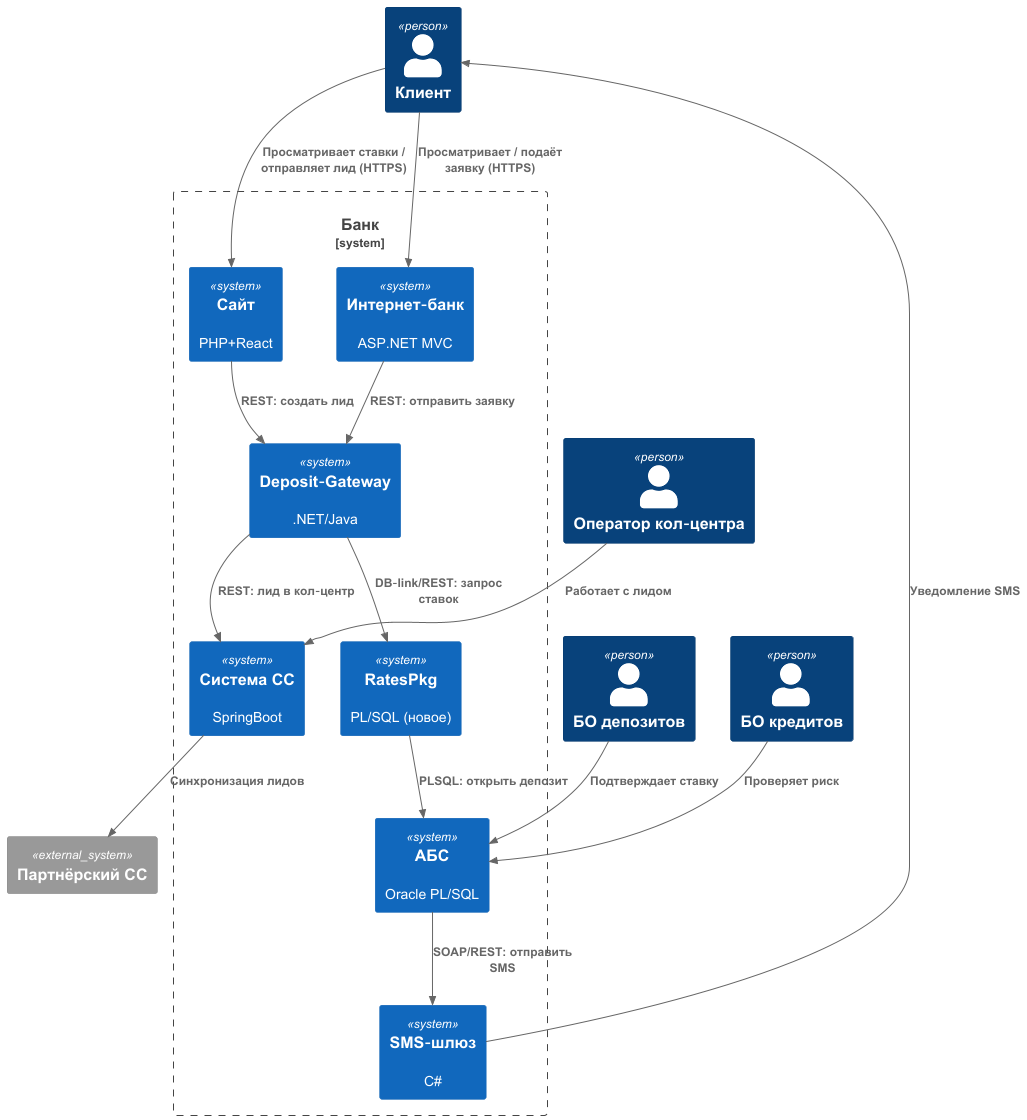 «person»
Клиент
Просматривает ставки /
отправляет лид (HTTPS)
Просматривает / подаёт
заявку (HTTPS)
Банк
[system]
«system»
Сайт
PHP+React
«system»
Интернет-банк
ASP.NET MVC
REST: создать лид
REST: отправить заявку
«system»
Deposit-Gateway
.NET/Java
«person»
Оператор кол-центра
REST: лид в кол-центр
DB-link/REST: запрос
ставок
Работает с лидом
Уведомление SMS
«system»
Система СС
SpringBoot
«system»
RatesPkg
PL/SQL (новое)
«person»
БО депозитов
«person»
БО кредитов
Синхронизация лидов
PLSQL: открыть депозит
Подтверждает ставку
Проверяет риск
«external_system»
Партнёрский СС
«system»
АБС
Oracle PL/SQL
SOAP/REST: отправить
SMS
«system»
SMS-шлюз
C#